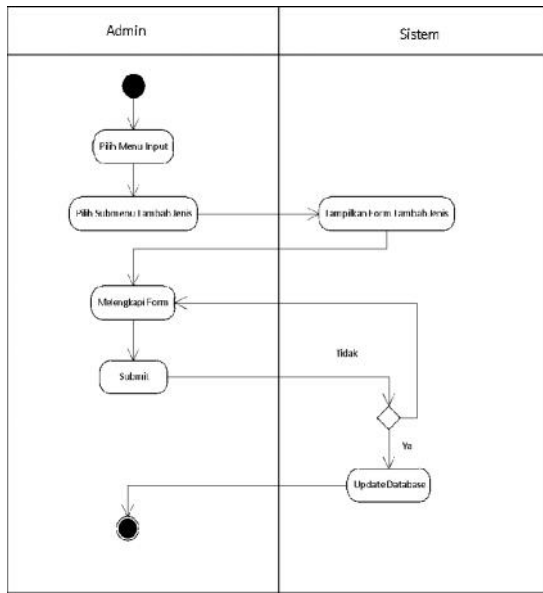 Admin
Sistem
Pilih Menu Input
Pilih Submenu Tambah Jenis
Tampilkan Form Tambah Jenis
Melengkapi Form
Submit
Tidak
Ya
Update Database